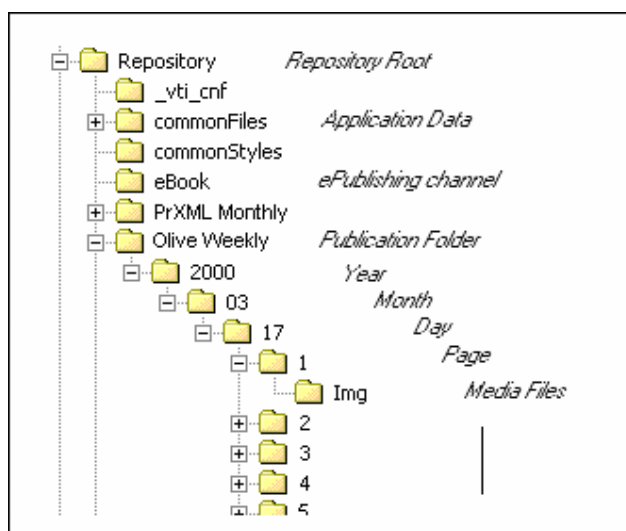 Repository Repository Root
_vti_cnf
commonFiles Application Data
commonStyles
eBook ePublishing channel
PrXML Monthly
Olive Weekly Publication Folder
2000 Year
03 Month
17 Day
1 Page
Img Media Files
2
3
4
5